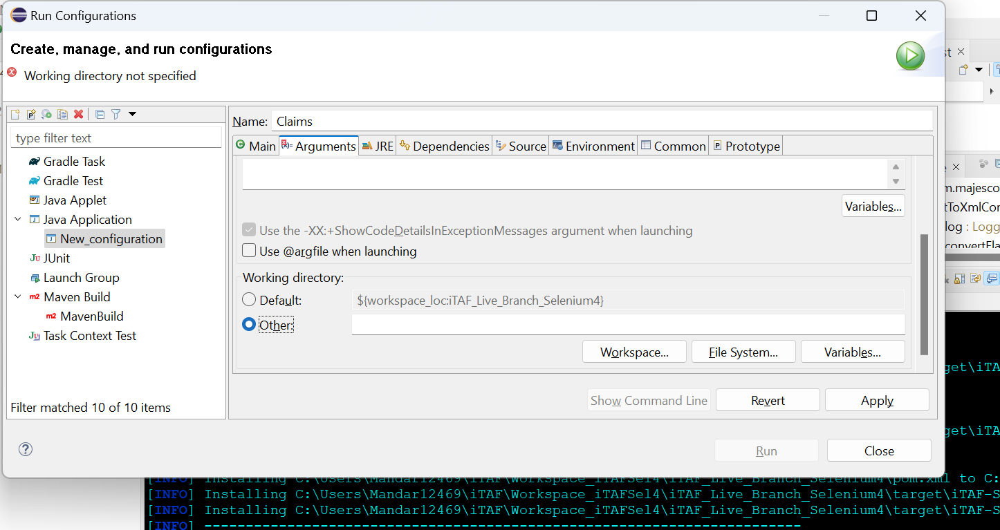 Run Configurations
Create, manage, and run configurations
Working directory not specified
type filter text
Gradle Task
Gradle Test
Java Applet
Java Application
New_configuration
JUnit
Launch Group
Maven Build
MavenBuild
Task Context Test
Filter matched 10 of 10 items
Name: Claims
Main Arguments JRE Dependencies Source Environment Common Prototype
Variables...
Use the -XX:+ShowCodeDetailsInExceptionMessages argument when launching
Use @argfile when launching
Working directory:
Default: ${workspace_loc:iTAF_Live_Branch_Selenium4}
Other:
Workspace... File System... Variables...
Show Command Line Revert Apply
Run Close
st
m.majesco
tToXmlCon
log : Logg
convertFla
get\iTA
get\iTA
[INFO] Installing C:\Users\Mandar12469\iTAF\Workspace_iTAFSel4\iTAF_Live_Branch_Selenium4\pom.xml to C:
[INFO] Installing C:\Users\Mandar12469\iTAF\Workspace_iTAFSel4\iTAF_Live_Branch_Selenium4\target\iTAF-S
[INFO] Installing C:\Users\Mandar12469\iTAF\Workspace_iTAFSel4\iTAF_Live_Branch_Selenium4\target\iTAF-S
[INFO] ------------------------------------------------------------------------